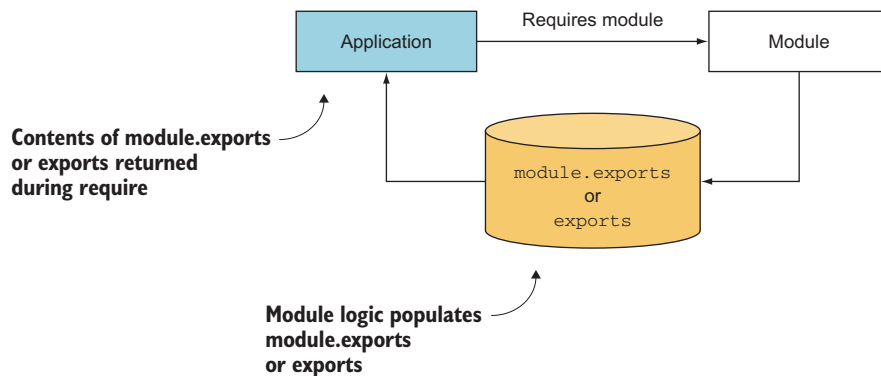 Requires module
Application
Module
Contents of module.exports
or exports returned
during require
module.exports
or
exports
Module logic populates
module.exports
or exports